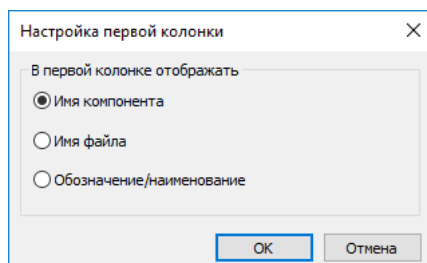 Настройка первой колонки
В первой колонке отображать
Имя компонента
Имя файла
Обозначение/наименование
OK
Отмена